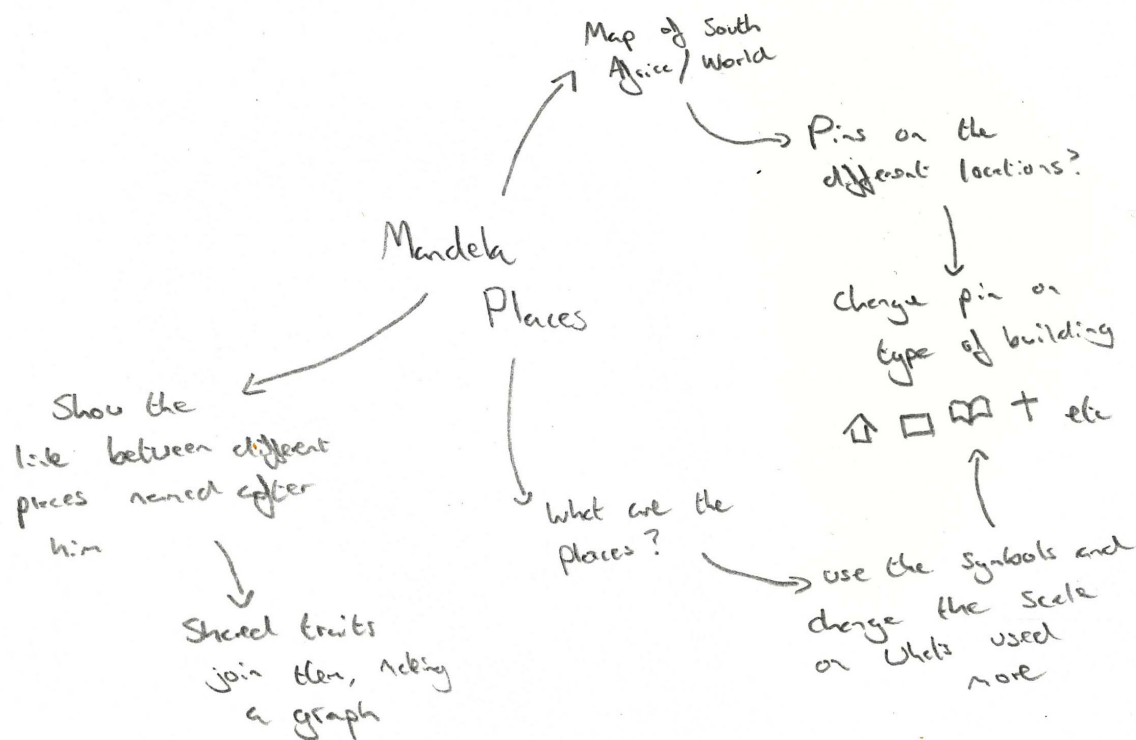 Map of South
Africa / World
Pins on the
different locations?
Change pin on
type of building
etc
Mandela
Places
Show the
link between different
places named after
him
Shared traits
join them, making
a graph
What are the
places?
use the symbols and
change the scale
on whats used
more